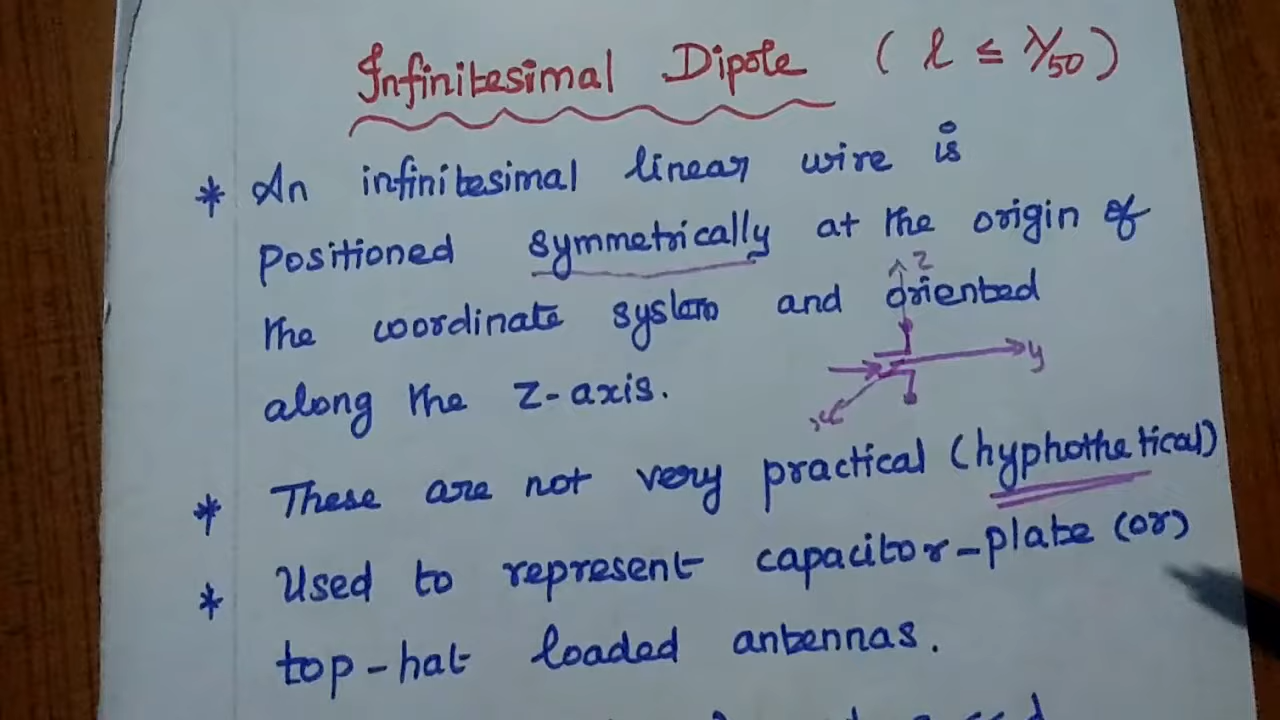 Infinitesimal Dipole ( l ≤ λ/50 )
* An infinitesimal linear wire is
positioned symmetrically at the origin of
the coordinate system and oriented
along the z-axis.
z
y
x
* These are not very practical (hyphothetical)
* Used to represent capacitor-plate (or)
top-hat loaded antennas.